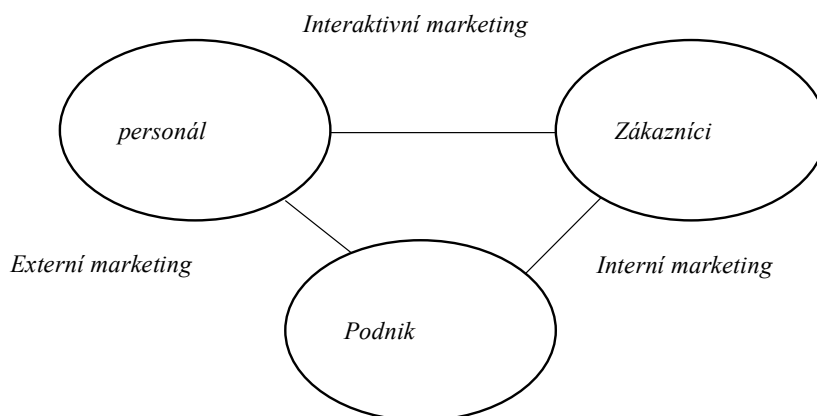 Interaktivní marketing
personál
Zákazníci
Externí marketing
Interní marketing
Podnik